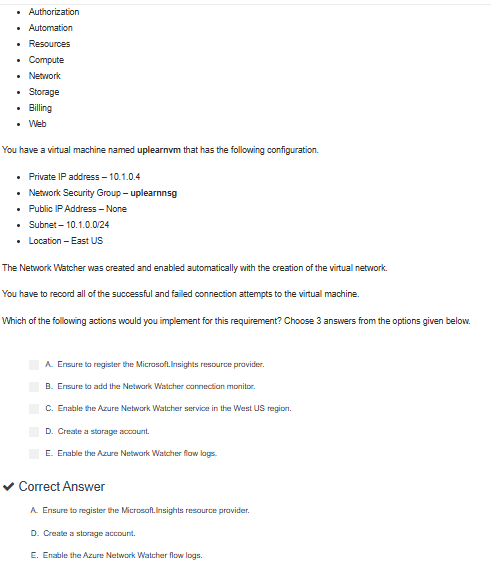 • Authorization
• Automation
• Resources
• Compute
• Network
• Storage
• Billing
• Web
You have a virtual machine named uplearnvm that has the following configuration.
• Private IP address – 10.1.0.4
• Network Security Group – uplearnnsg
• Public IP Address – None
• Subnet – 10.1.0.0/24
• Location – East US
The Network Watcher was created and enabled automatically with the creation of the virtual network.
You have to record all of the successful and failed connection attempts to the virtual machine.
Which of the following actions would you implement for this requirement? Choose 3 answers from the options given below.
A. Ensure to register the Microsoft.Insights resource provider.
B. Ensure to add the Network Watcher connection monitor.
C. Enable the Azure Network Watcher service in the West US region.
D. Create a storage account.
E. Enable the Azure Network Watcher flow logs.
✔ Correct Answer
A. Ensure to register the Microsoft.Insights resource provider.
D. Create a storage account.
E. Enable the Azure Network Watcher flow logs.